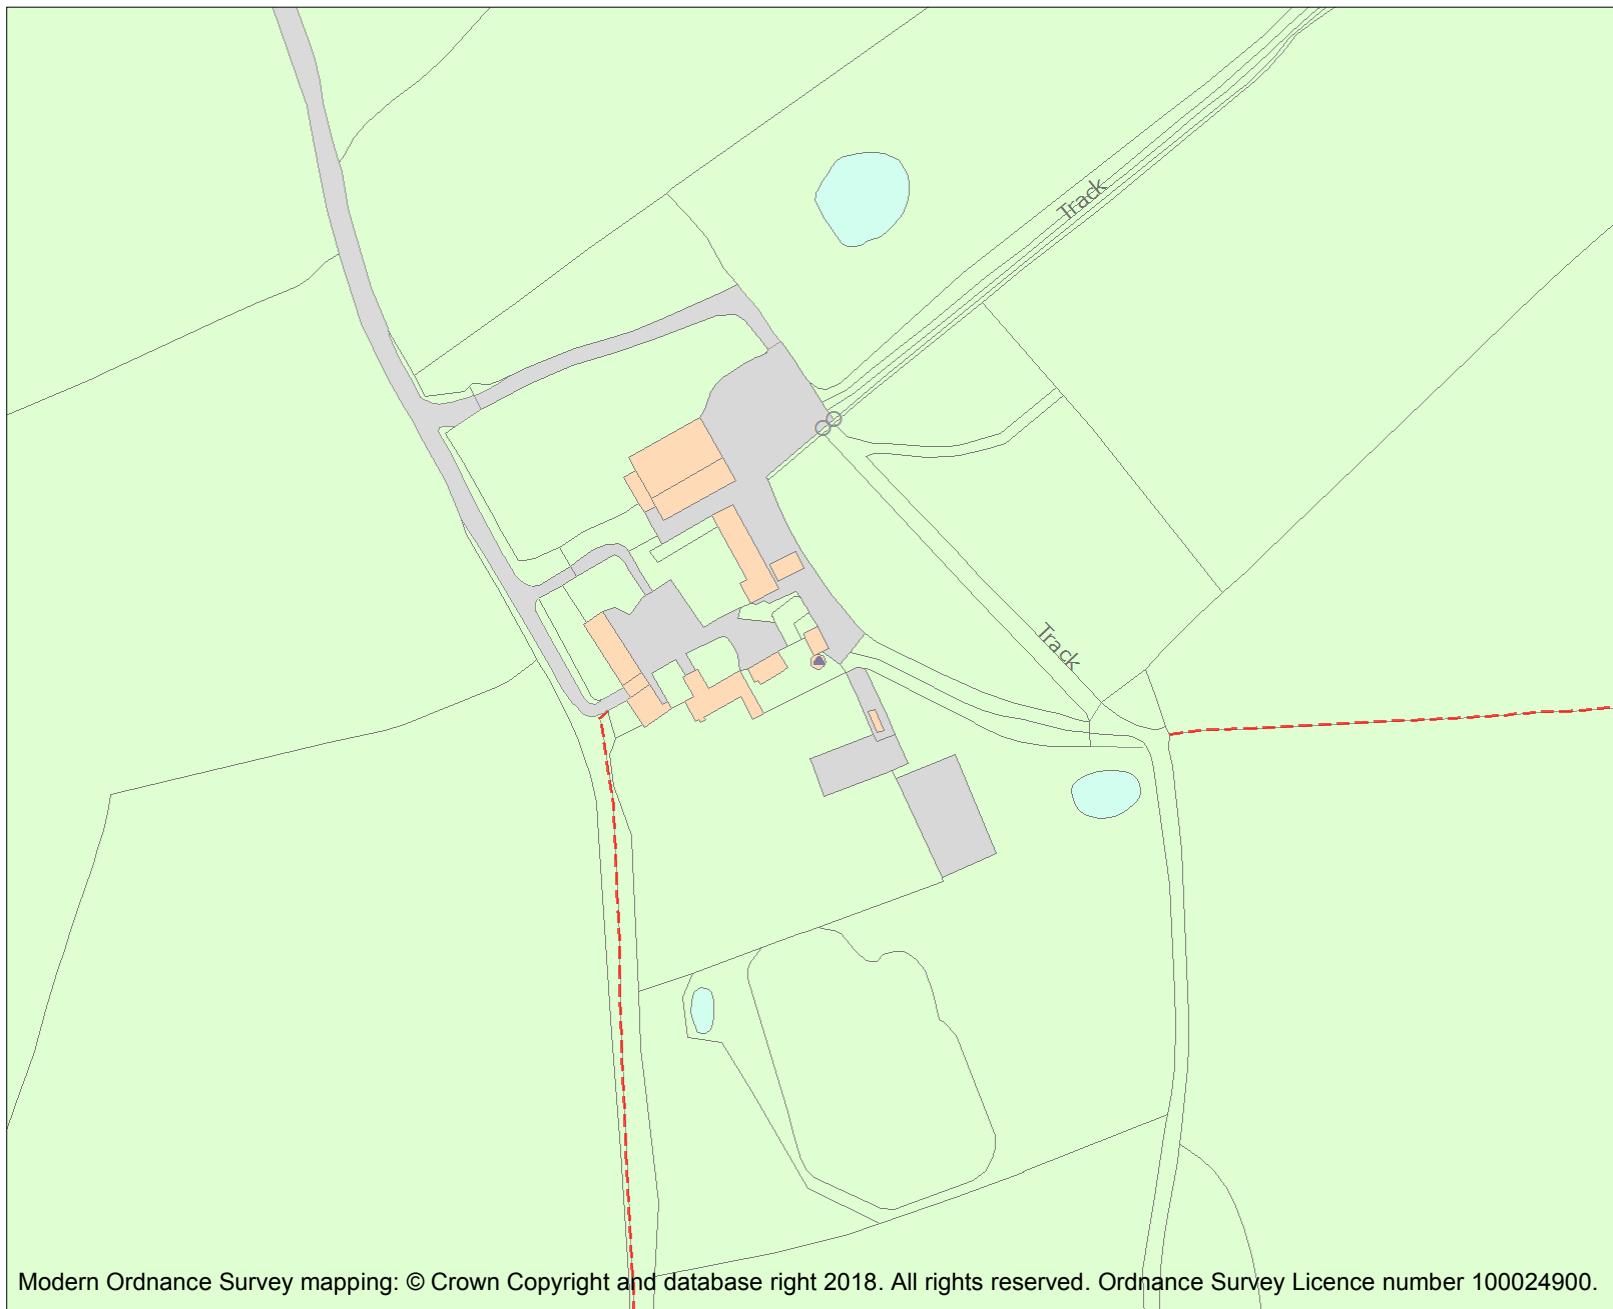 Track
Track
Modern Ordnance Survey mapping: © Crown Copyright and database right 2018. All rights reserved. Ordnance Survey Licence number 100024900.